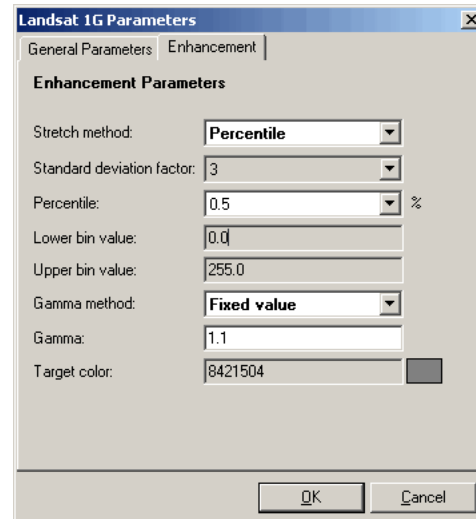 Landsat 1G Parameters
General Parameters Enhancement
Enhancement Parameters
Stretch method: Percentile
Standard deviation factor: 3
Percentile: 0.5 %
Lower bin value: 0.0
Upper bin value: 255.0
Gamma method: Fixed value
Gamma: 1.1
Target color: 8421504
OK Cancel